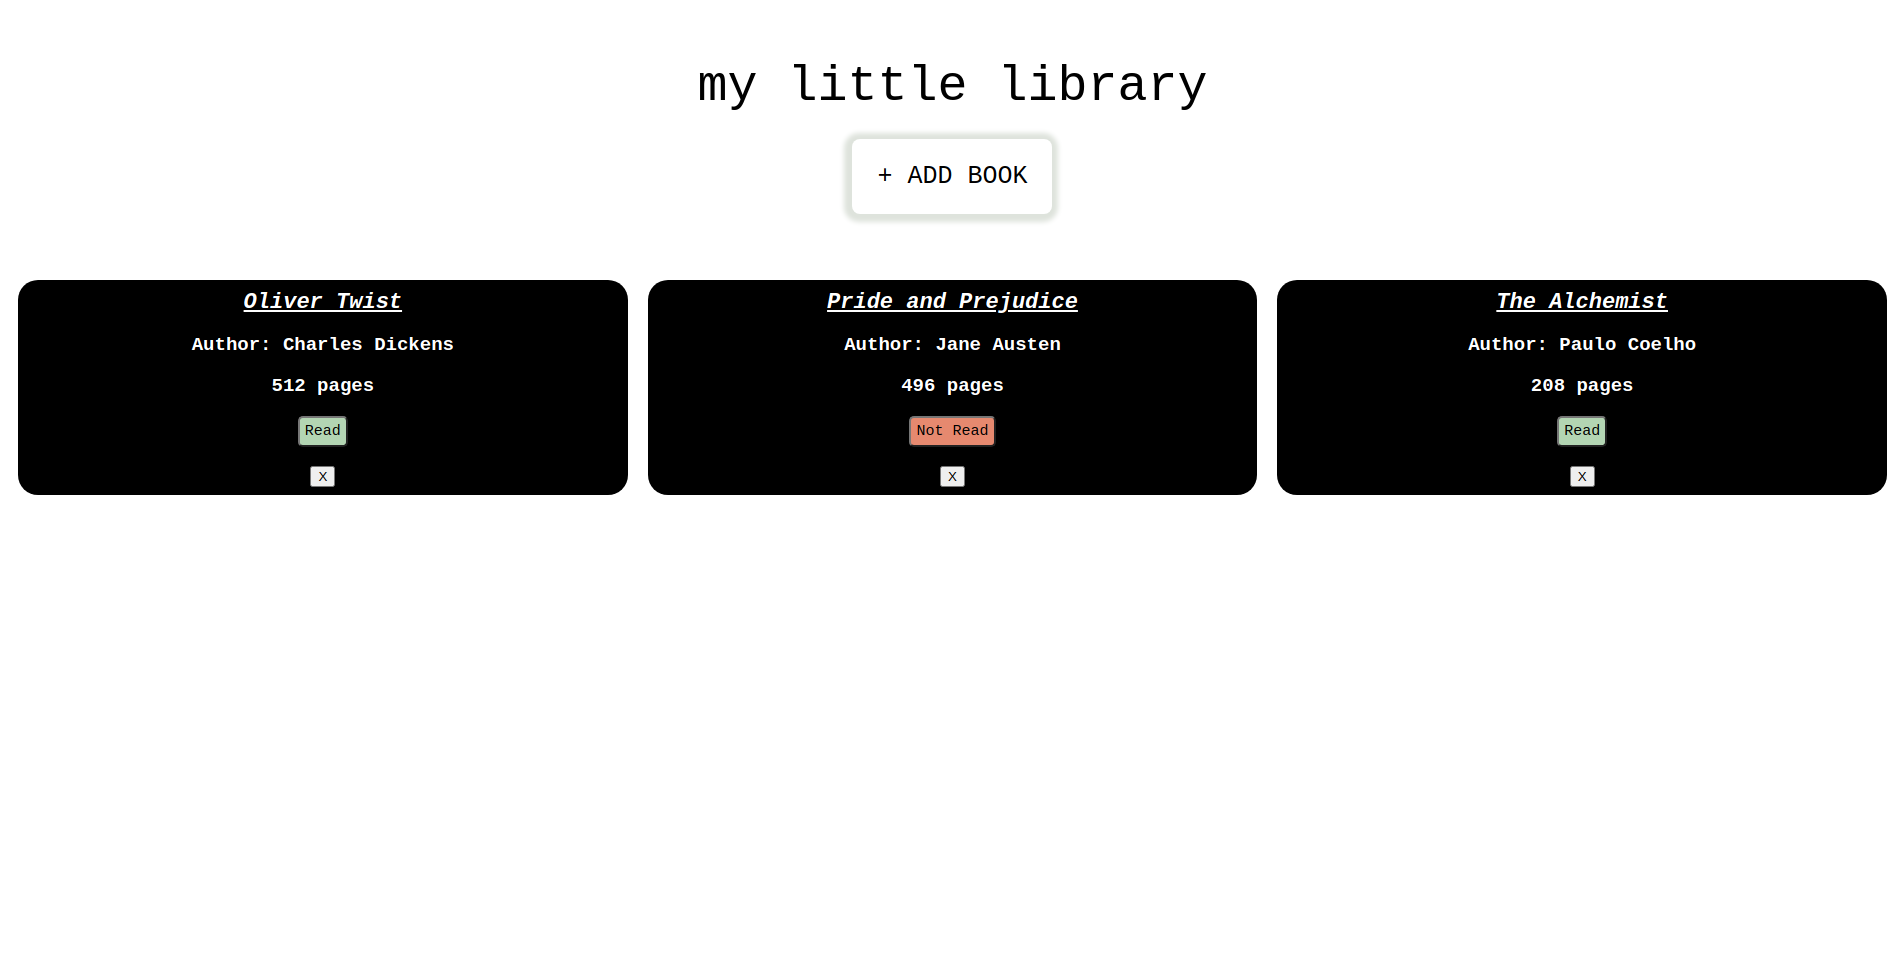 my little library
+ ADD BOOK
Oliver Twist
Author: Charles Dickens
512 pages
Read
X
Pride and Prejudice
Author: Jane Austen
496 pages
Not Read
X
The Alchemist
Author: Paulo Coelho
208 pages
Read
X